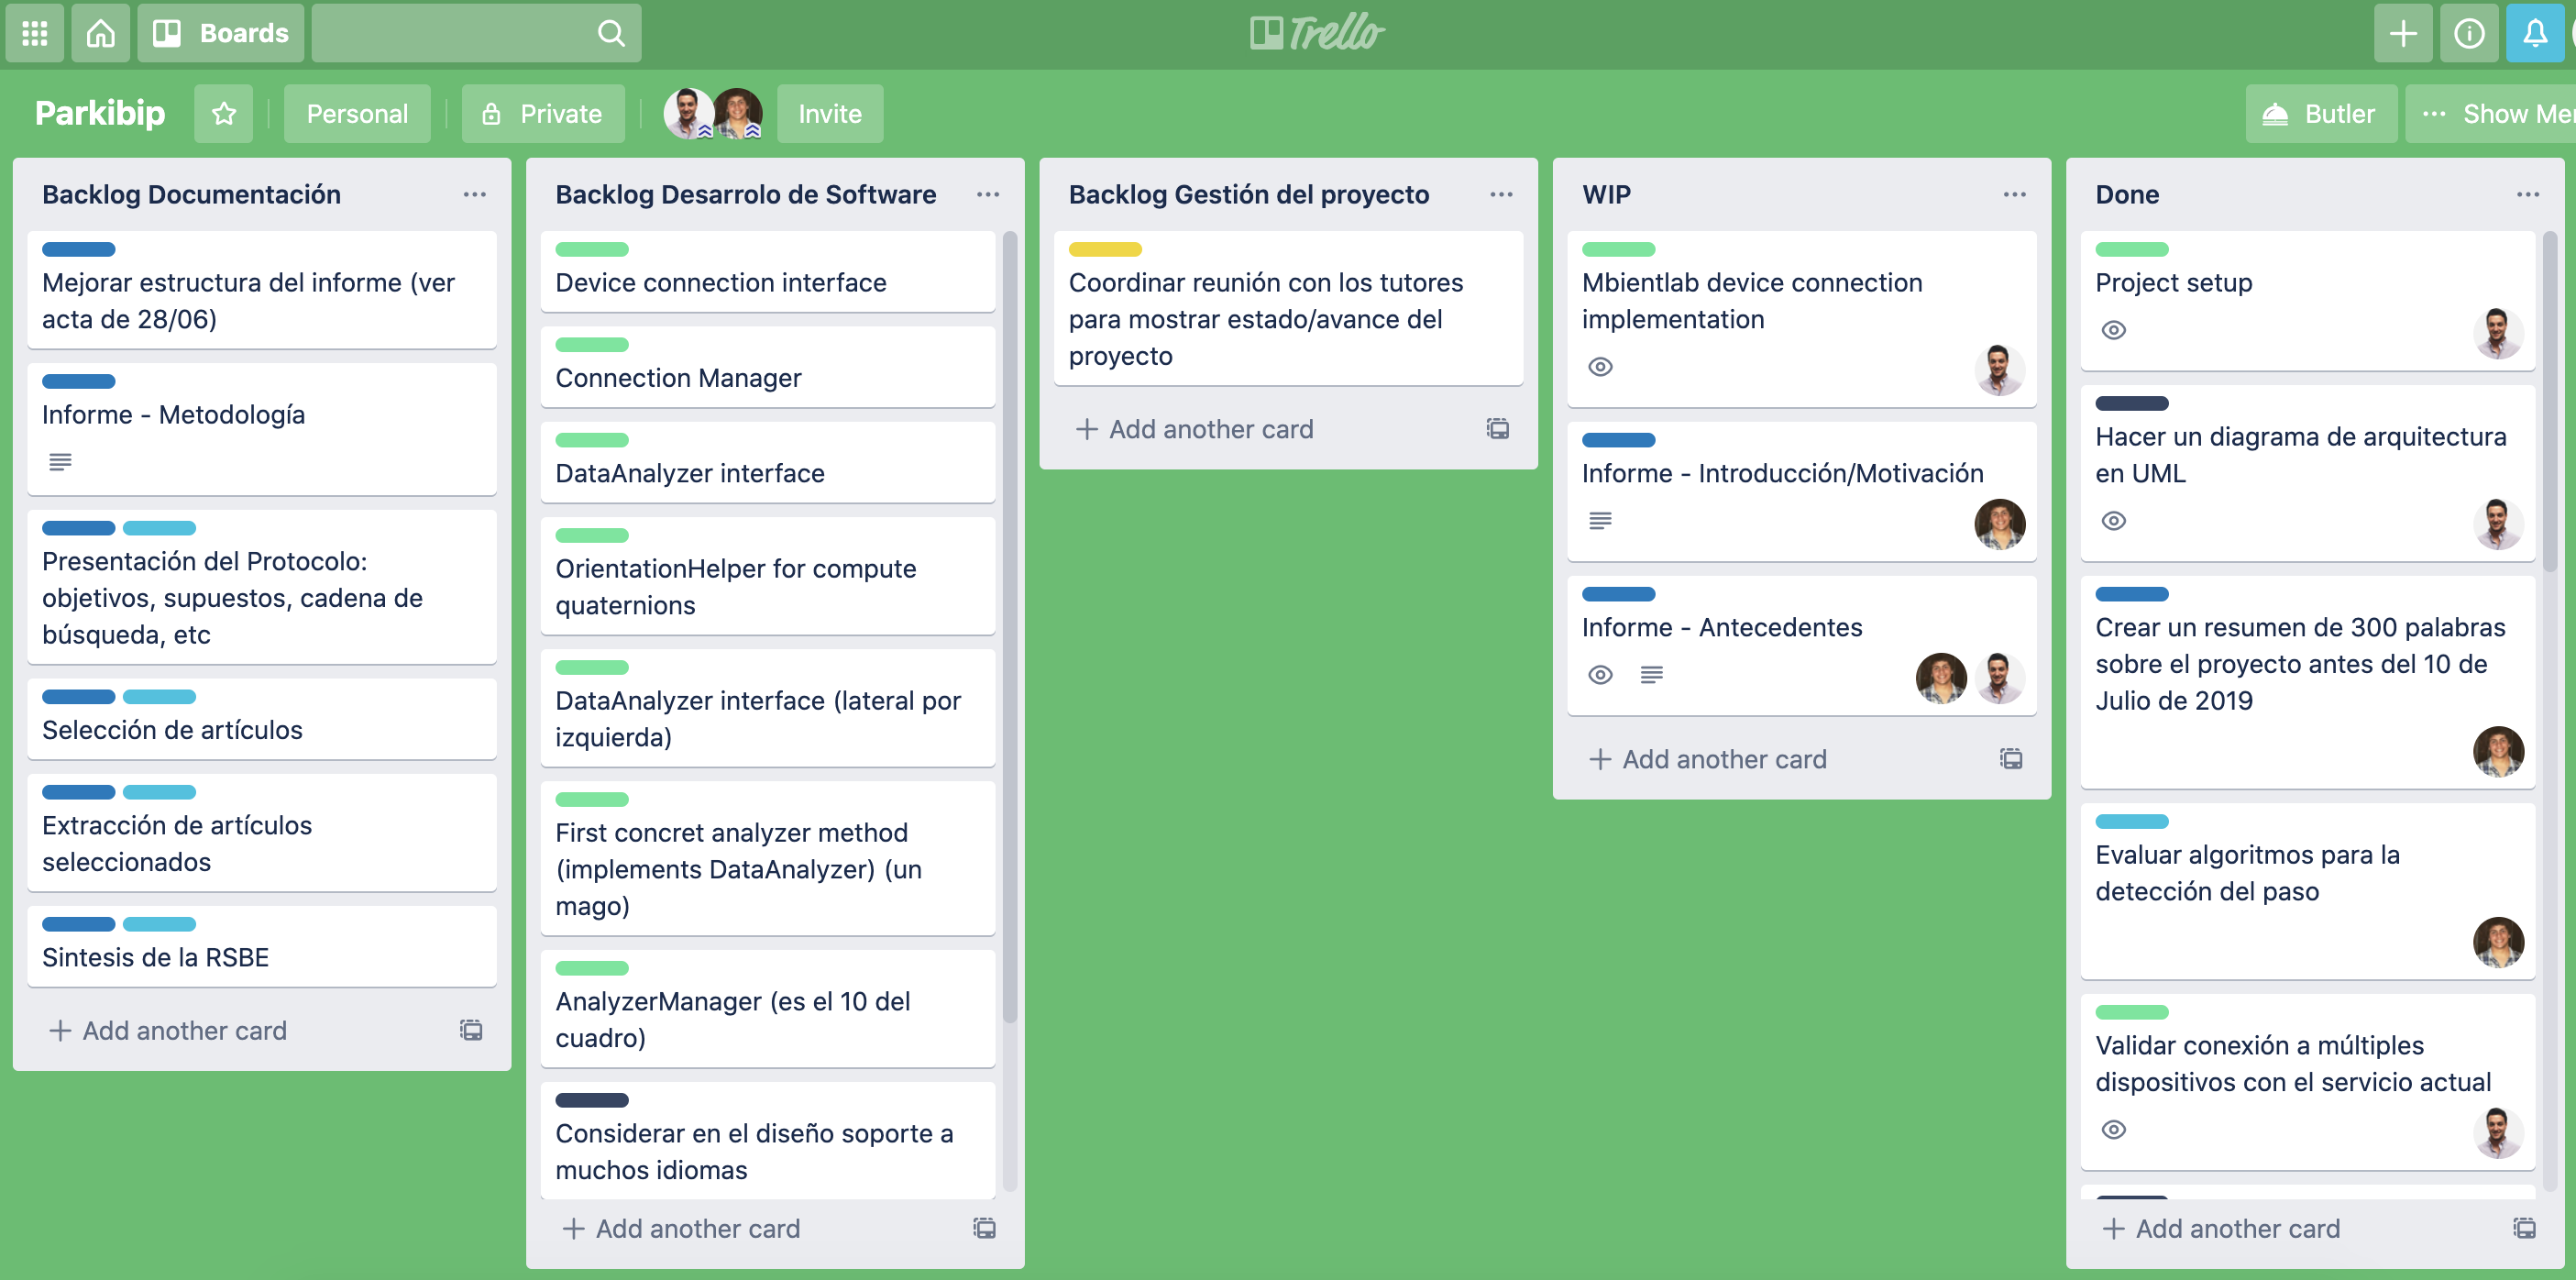 Boards
Trello
Parkibip
Personal
Private
Invite
Butler
Show Me
Backlog Documentación
Mejorar estructura del informe (ver
acta de 28/06)
Informe - Metodología
Presentación del Protocolo:
objetivos, supuestos, cadena de
búsqueda, etc
Selección de artículos
Extracción de artículos
seleccionados
Sintesis de la RSBE
Add another card
Backlog Desarrolo de Software
Device connection interface
Connection Manager
DataAnalyzer interface
OrientationHelper for compute
quaternions
DataAnalyzer interface (lateral por
izquierda)
First concret analyzer method
(implements DataAnalyzer) (un
mago)
AnalyzerManager (es el 10 del
cuadro)
Considerar en el diseño soporte a
muchos idiomas
Add another card
Backlog Gestión del proyecto
Coordinar reunión con los tutores
para mostrar estado/avance del
proyecto
Add another card
WIP
Mbientlab device connection
implementation
Informe - Introducción/Motivación
Informe - Antecedentes
Add another card
Done
Project setup
Hacer un diagrama de arquitectura
en UML
Crear un resumen de 300 palabras
sobre el proyecto antes del 10 de
Julio de 2019
Evaluar algoritmos para la
detección del paso
Validar conexión a múltiples
dispositivos con el servicio actual
Add another card